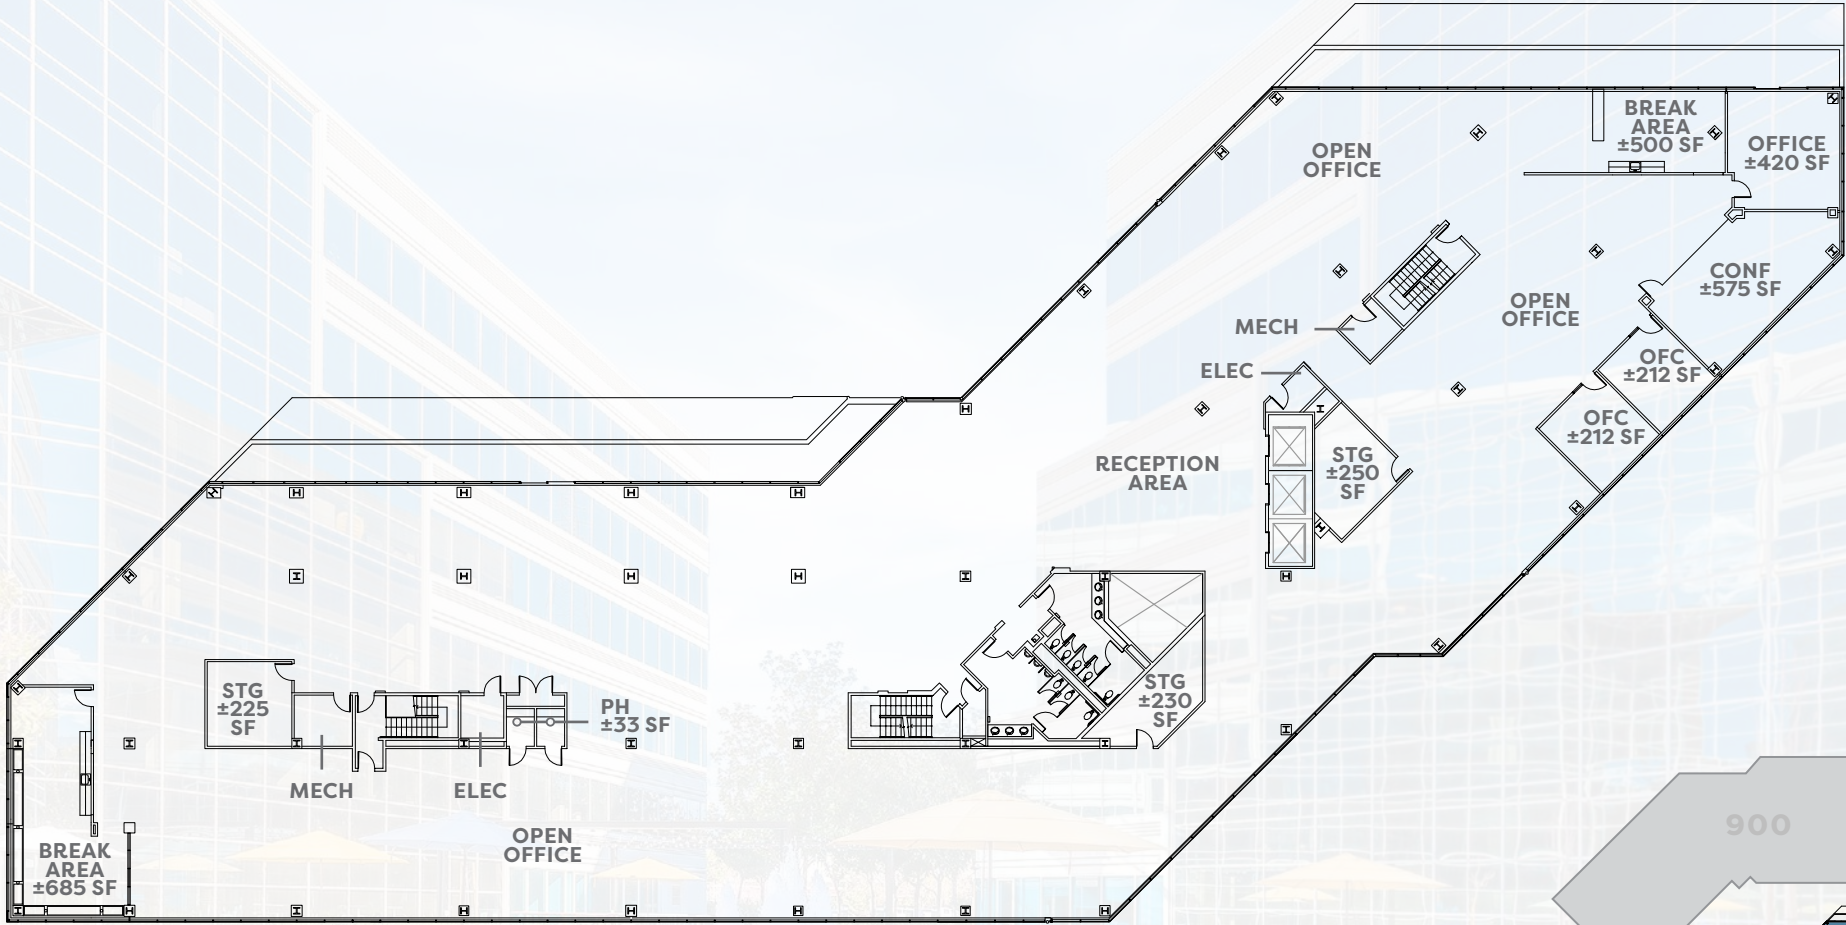 BREAK
AREA
±500 SF
OFFICE
±420 SF
OPEN
OFFICE
CONF
±575 SF
OPEN
OFFICE
MECH
ELEC
OFC
±212 SF
OFC
±212 SF
RECEPTION
AREA
STG
±250
SF
STG
±225
SF
PH
±33 SF
STG
±230
SF
MECH
ELEC
OPEN
OFFICE
BREAK
AREA
±685 SF
900